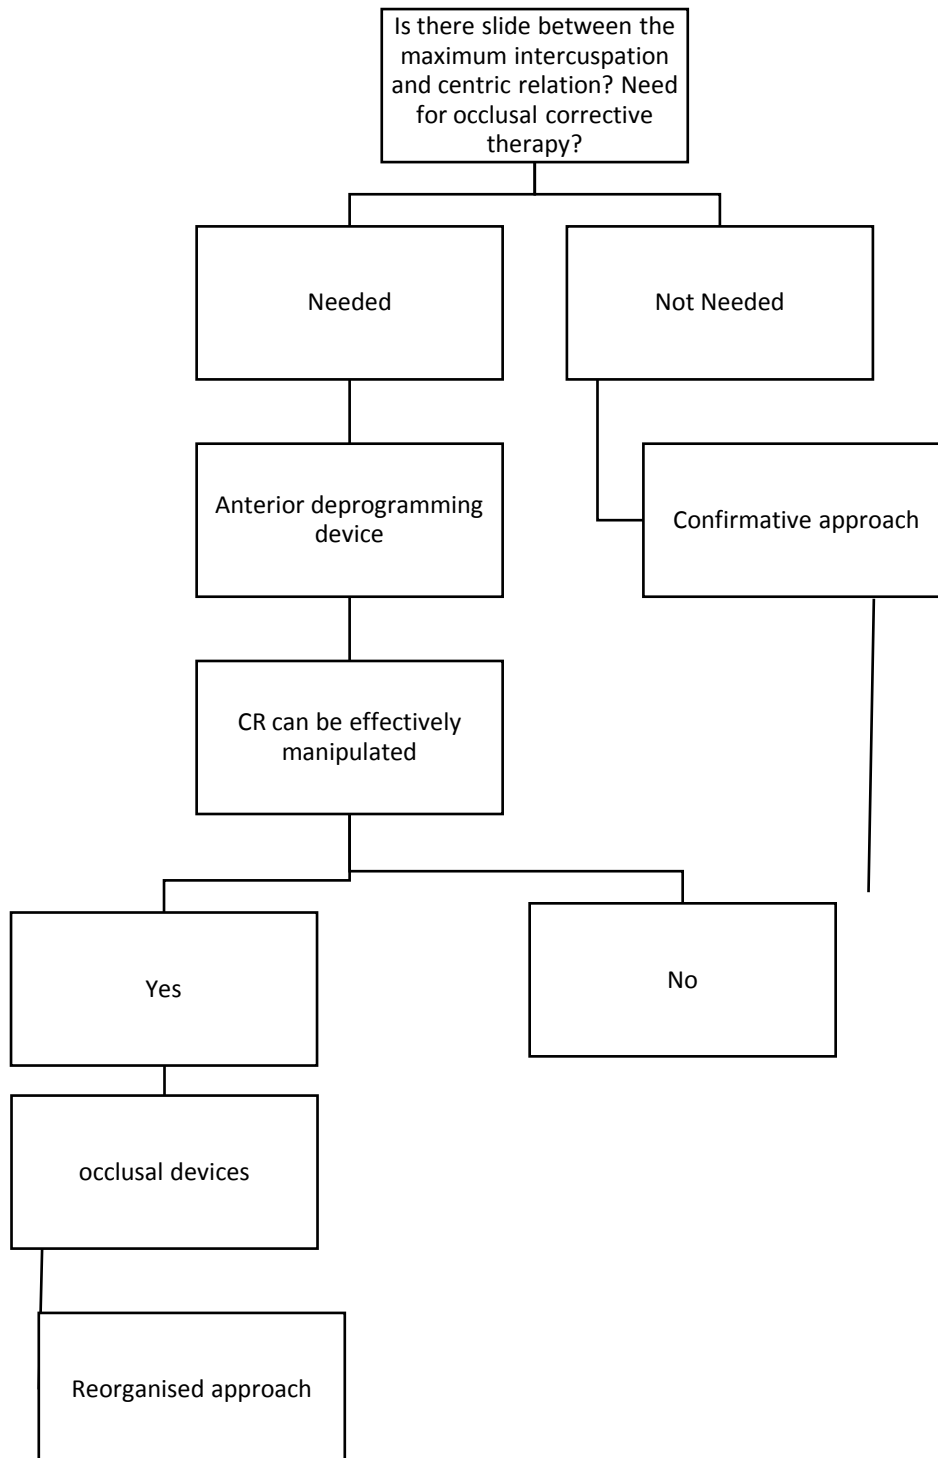 Is there slide between the
maximum intercuspation
and centric relation? Need
for occlusal corrective
therapy?
Needed
Not Needed
Anterior deprogramming
device
Confirmative approach
CR can be effectively
manipulated
Yes
No
occlusal devices
Reorganised approach